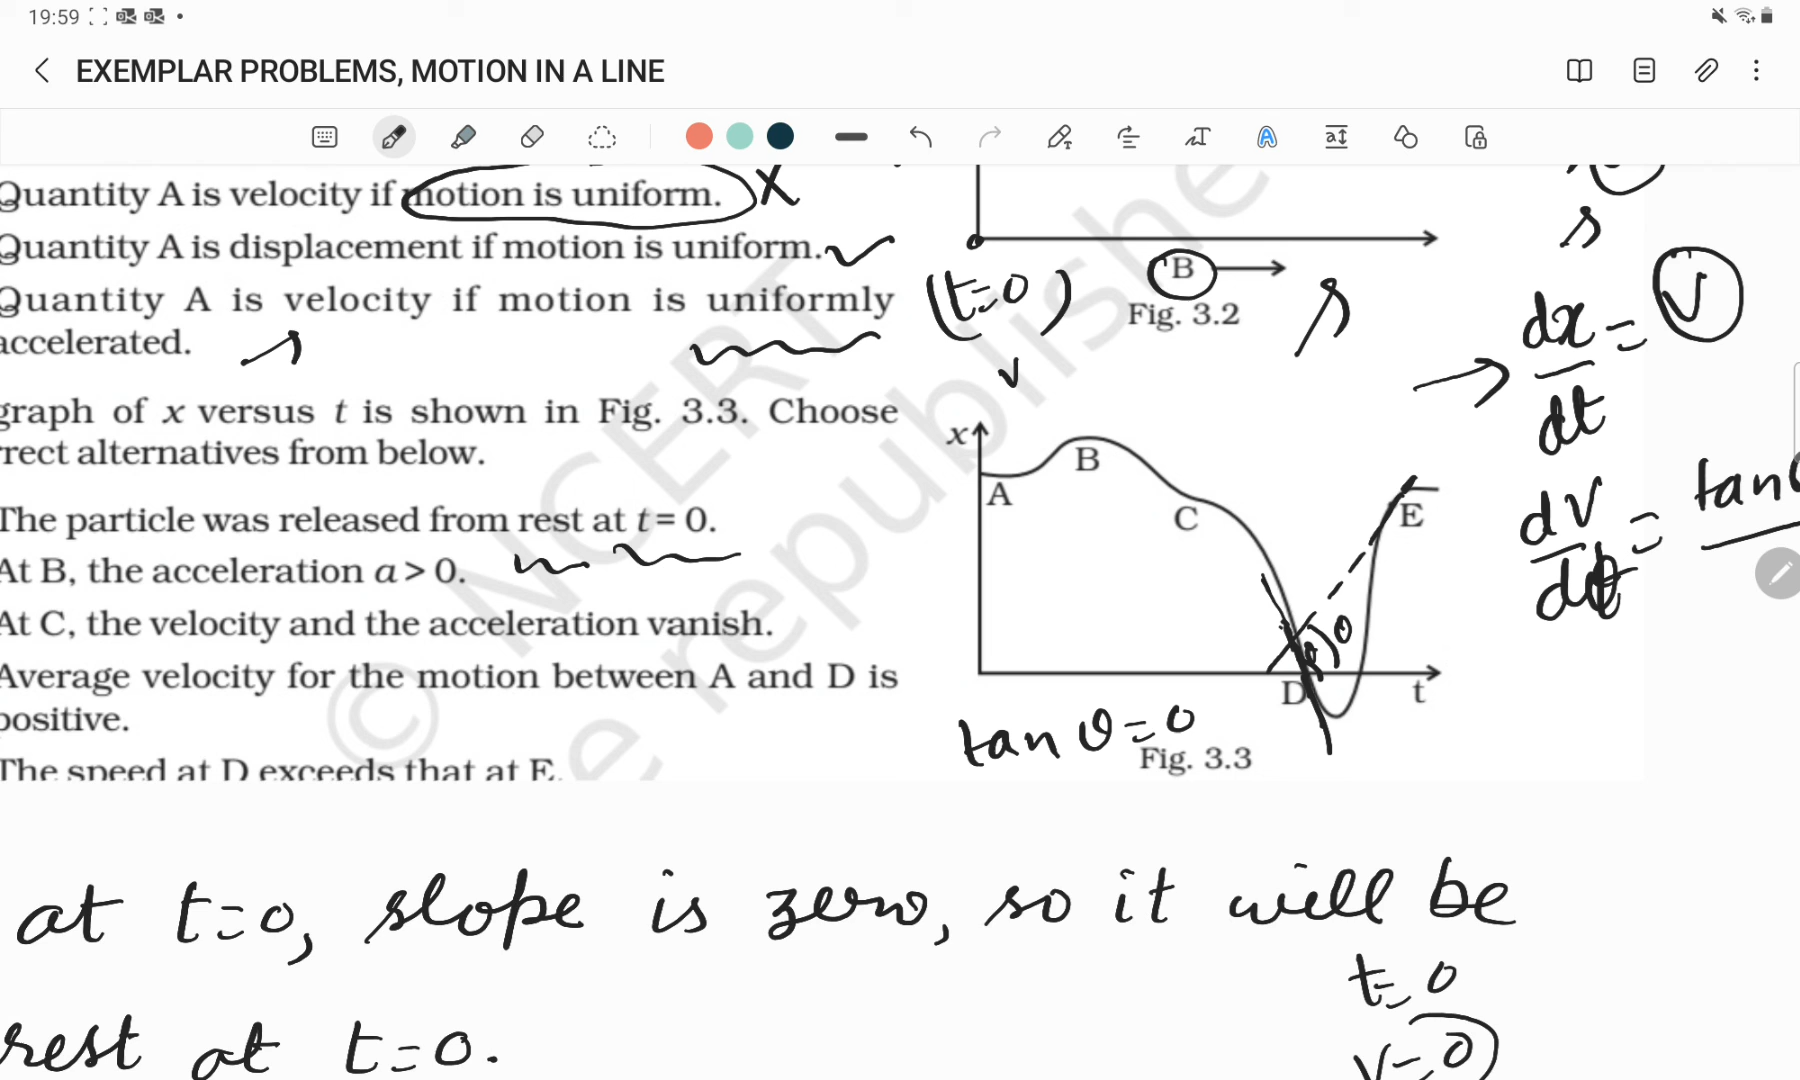 19:59
EXEMPLAR PROBLEMS, MOTION IN A LINE
Quantity A is velocity if motion is uniform. X
Quantity A is displacement if motion is uniform.
Quantity A is velocity if motion is uniformly
accelerated.
graph of x versus t is shown in Fig. 3.3. Choose
rrect alternatives from below.
The particle was released from rest at t = 0.
At B, the acceleration a > 0.
At C, the velocity and the acceleration vanish.
Average velocity for the motion between A and D is
positive.
The speed at D exceeds that at E.
© NCERT
e republishe
B
(t=0)
Fig. 3.2
s
dx/dt = v
dv/dt = tan
x
A
B
C
D
E
t
θ
tan θ = 0
Fig. 3.3
at t=0, slope is zero, so it will be
rest at t=0.
t=0
v=0